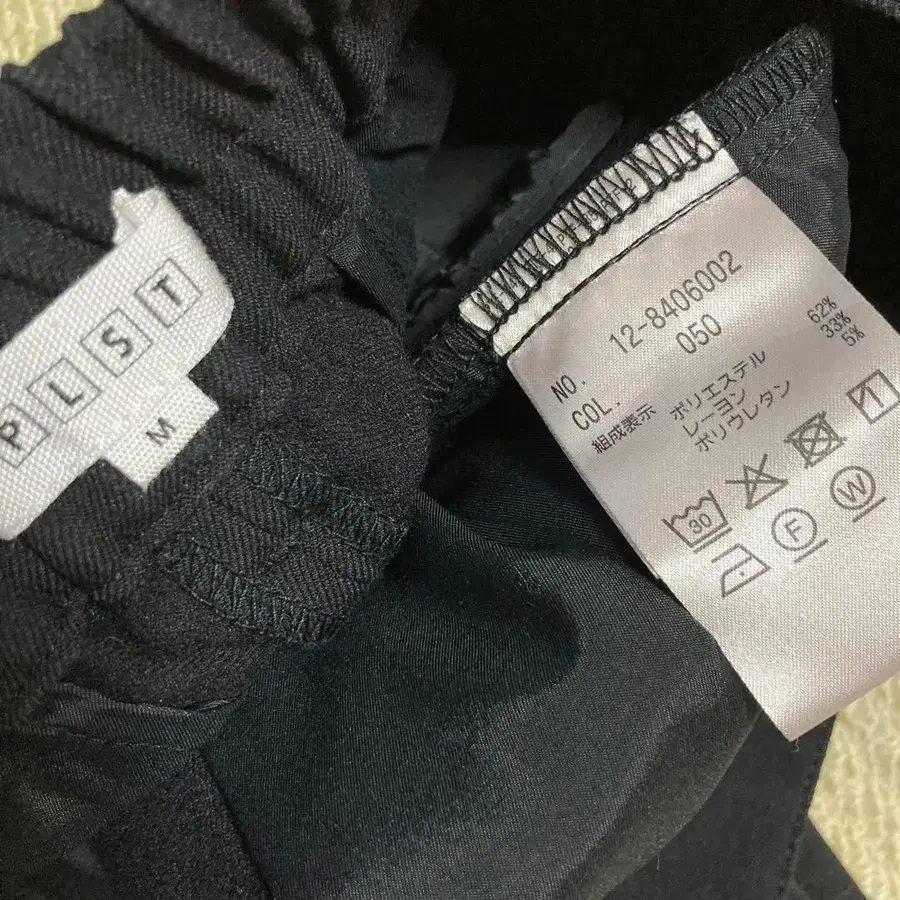 PLST
M
NO. 12-8406002
COL. 050
組成表示 ポリエステル 62%
レーヨン 33%
ポリウレタン 5%
30
F W